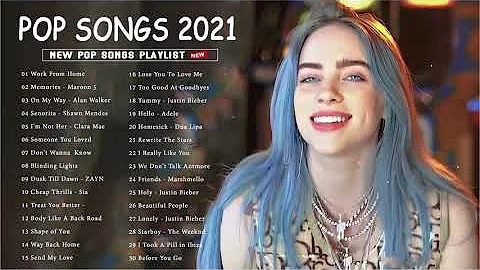 POP SONGS 2021
NEW POP SONGS PLAYLIST NEW
01 Work From Home
02 Memories - Maroon 5
03 On My Way - Alan Walker
04 Senorita - Shawn Mendes
05 I'm Not Her - Clara Mae
06 Someone You Loved
07 Don't Wanna Know
08 Blinding Lights
09 Dusk Till Dawn - ZAYN
10 Cheap Thrills - Sia
11 Treat You Better -
12 Body Like A Back Road
13 Shape of You
14 Way Back Home
15 Send My Love
16 Lose You To Love Me
17 Too Good At Goodbyes
18 Yummy - Justin Bieber
19 Hello - Adele
20 Homesick - Dua Lipa
21 Rewrite The Stars
22 I Really Like You
23 We Don't Talk Anymore
24 Friends - Marshmello
25 Holy - Justin Bieber
26 Beautiful People
27 Lonely - Justin Bieber
28 Starboy - The Weeknd
29 I Took A Pill in Ibiza
30 Before You Go